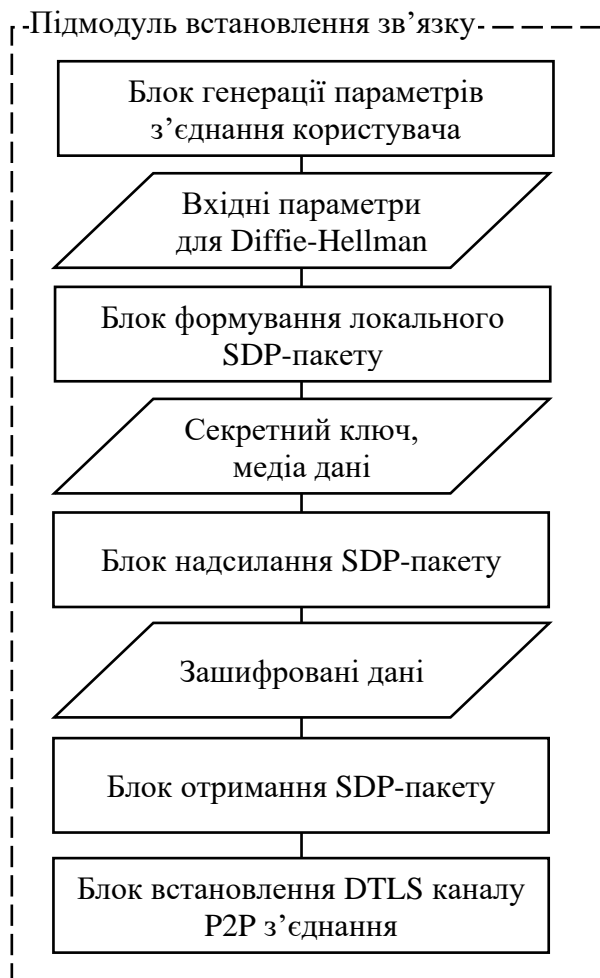 Підмодуль встановлення зв’язку
Блок генерації параметрів
з’єднання користувача
Вхідні параметри
для Diffie-Hellman
Блок формування локального
SDP-пакету
Секретний ключ,
медіа дані
Блок надсилання SDP-пакету
Зашифровані дані
Блок отримання SDP-пакету
Блок встановлення DTLS каналу
P2P з’єднання